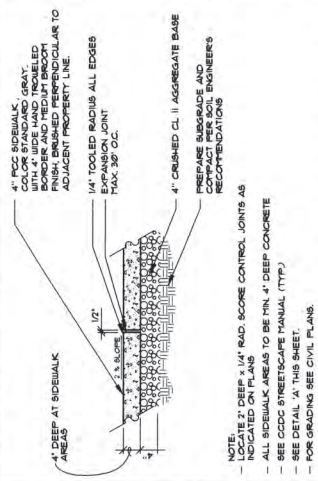 4" PCC SIDEWALK.
COLOR STANDARD GRAY.
WITH 4" WIDE HAND TROWELED
BORDER AND MEDIUM BROOM
FINISH, BRUSHED PERPENDICULAR TO
ADJACENT PROPERTY LINE.
1/4" TOOLED RADIUS ALL EDGES
EXPANSION JOINT
MAX. 30' O.C.
4" CRUSHED CL II AGGREGATE BASE
PREPARE SUBGRADE AND
COMPACT PER SOIL ENGINEER'S
RECOMMENDATIONS
4" DEEP AT SIDEWALK
AREAS
1/2"
2 % SLOPE
4"
NOTE:
- LOCATE 2" DEEP x 1/4" RAD. SCORE CONTROL JOINTS AS
INDICATED ON PLANS
- ALL SIDEWALK AREAS TO BE MIN. 4" DEEP CONCRETE
- SEE CCDC STREETSCAPE MANUAL (TYP.)
- SEE DETAIL 'A' THIS SHEET.
- FOR GRADING SEE CIVIL PLANS.